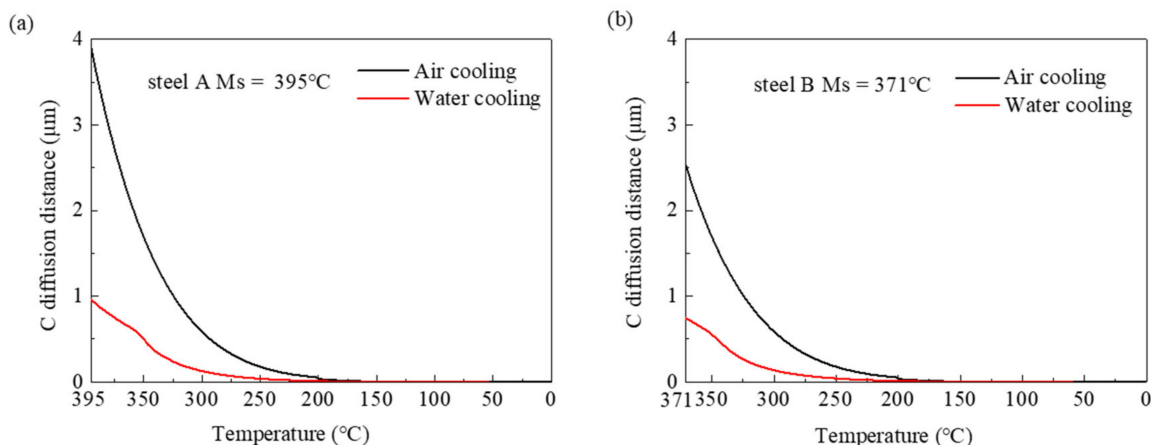 (a)
steel A Ms = 395℃
Air cooling
Water cooling
C diffusion distance (μm)
4
3
2
1
0
395 350 300 250 200 150 100 50 0
Temperature (℃)
(b)
steel B Ms = 371℃
Air cooling
Water cooling
C diffusion distance (μm)
4
3
2
1
0
371 350 300 250 200 150 100 50 0
Temperature (℃)